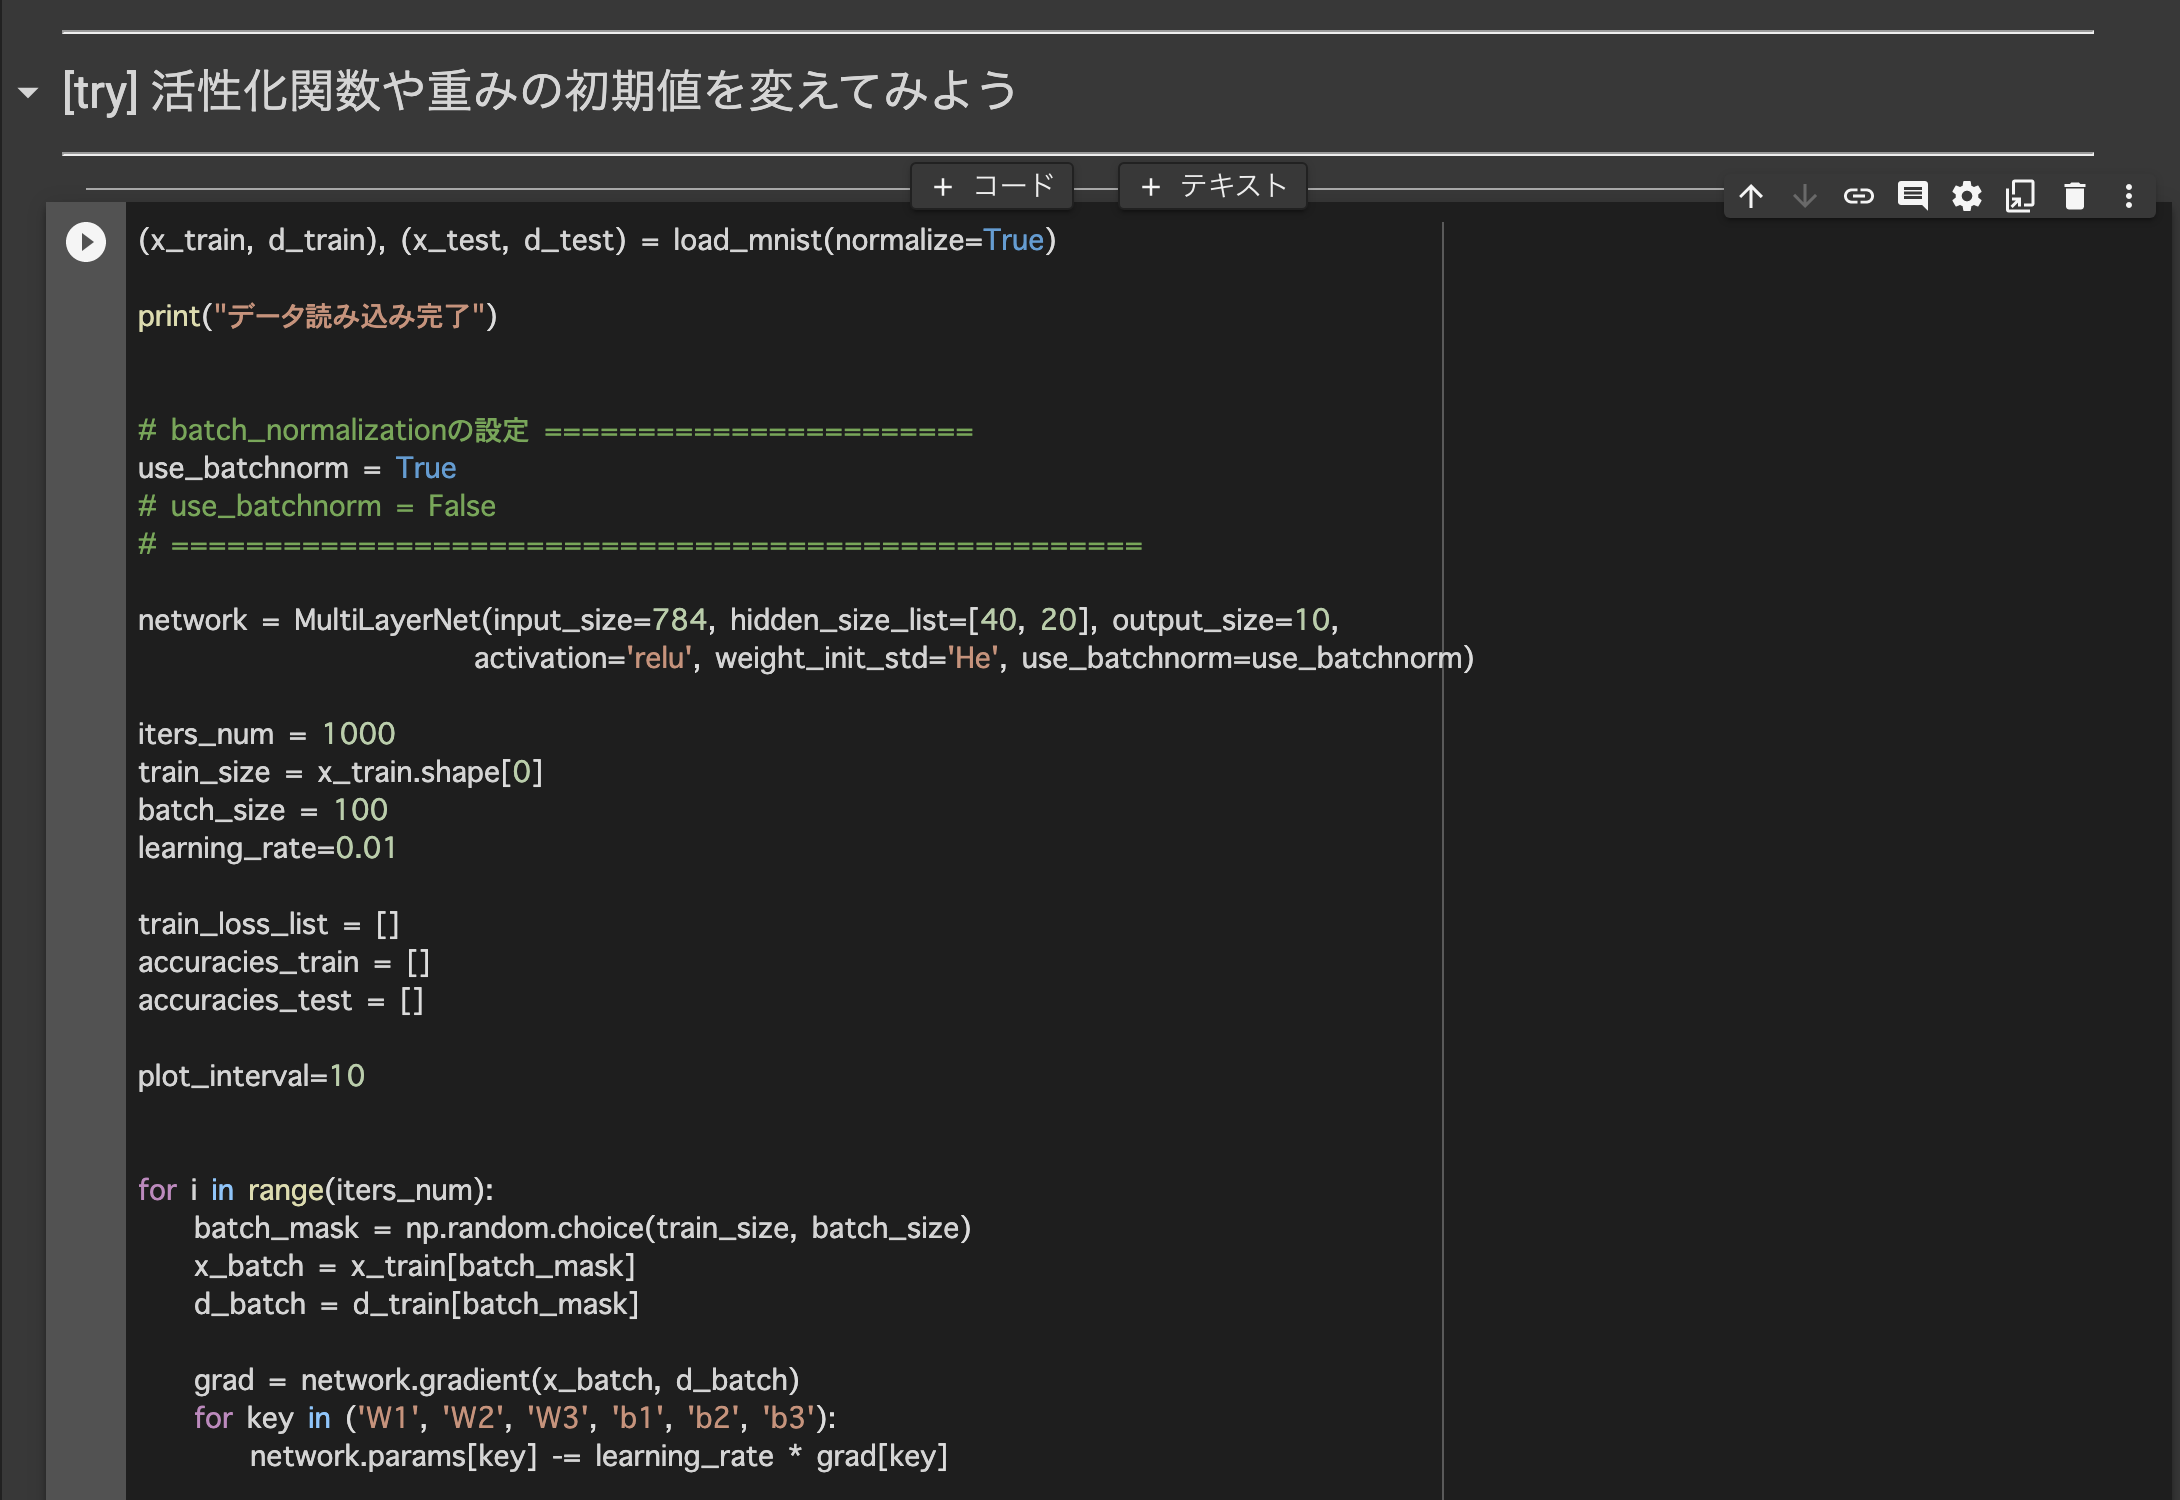 [try] 活性化関数や重みの初期値を変えてみよう
+ コード + テキスト
(x_train, d_train), (x_test, d_test) = load_mnist(normalize=True)
print("データ読み込み完了")
# batch_normalizationの設定 =======================
use_batchnorm = True
# use_batchnorm = False
# ====================================================
network = MultiLayerNet(input_size=784, hidden_size_list=[40, 20], output_size=10,
activation='relu', weight_init_std='He', use_batchnorm=use_batchnorm)
iters_num = 1000
train_size = x_train.shape[0]
batch_size = 100
learning_rate=0.01
train_loss_list = []
accuracies_train = []
accuracies_test = []
plot_interval=10
for i in range(iters_num):
batch_mask = np.random.choice(train_size, batch_size)
x_batch = x_train[batch_mask]
d_batch = d_train[batch_mask]
grad = network.gradient(x_batch, d_batch)
for key in ('W1', 'W2', 'W3', 'b1', 'b2', 'b3'):
network.params[key] -= learning_rate * grad[key]